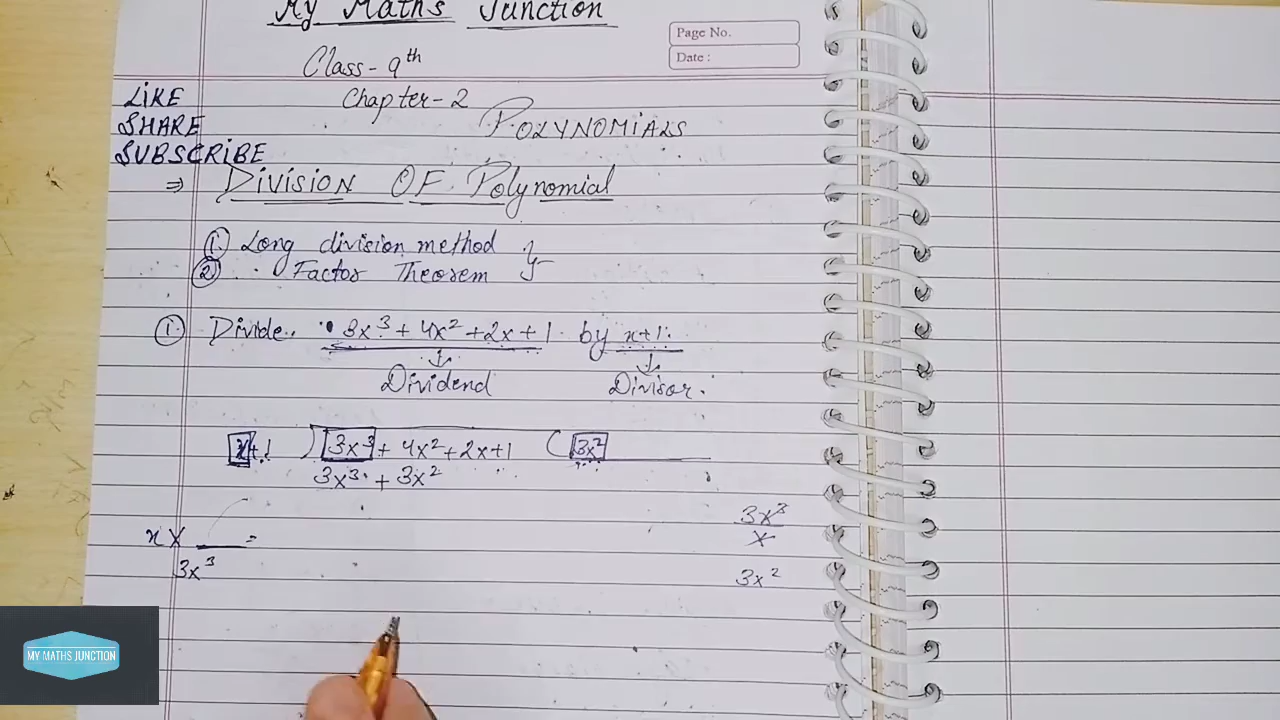 My Maths Junction
Page No.
Date :
Class - 9th
Chapter - 2
LIKE
SHARE
SUBSCRIBE
POLYNOMIALS
⇒ Division OF Polynomial
① Long division method
② Factor Theorem
① Divide 3x³ + 4x² + 2x + 1 by x+1
Dividend Divisor
x+1 ) 3x³ + 4x² + 2x + 1 ( 3x²
3x³ + 3x²
3x³
x
3x²
x × ___ =
3x³
MY MATHS JUNCTION